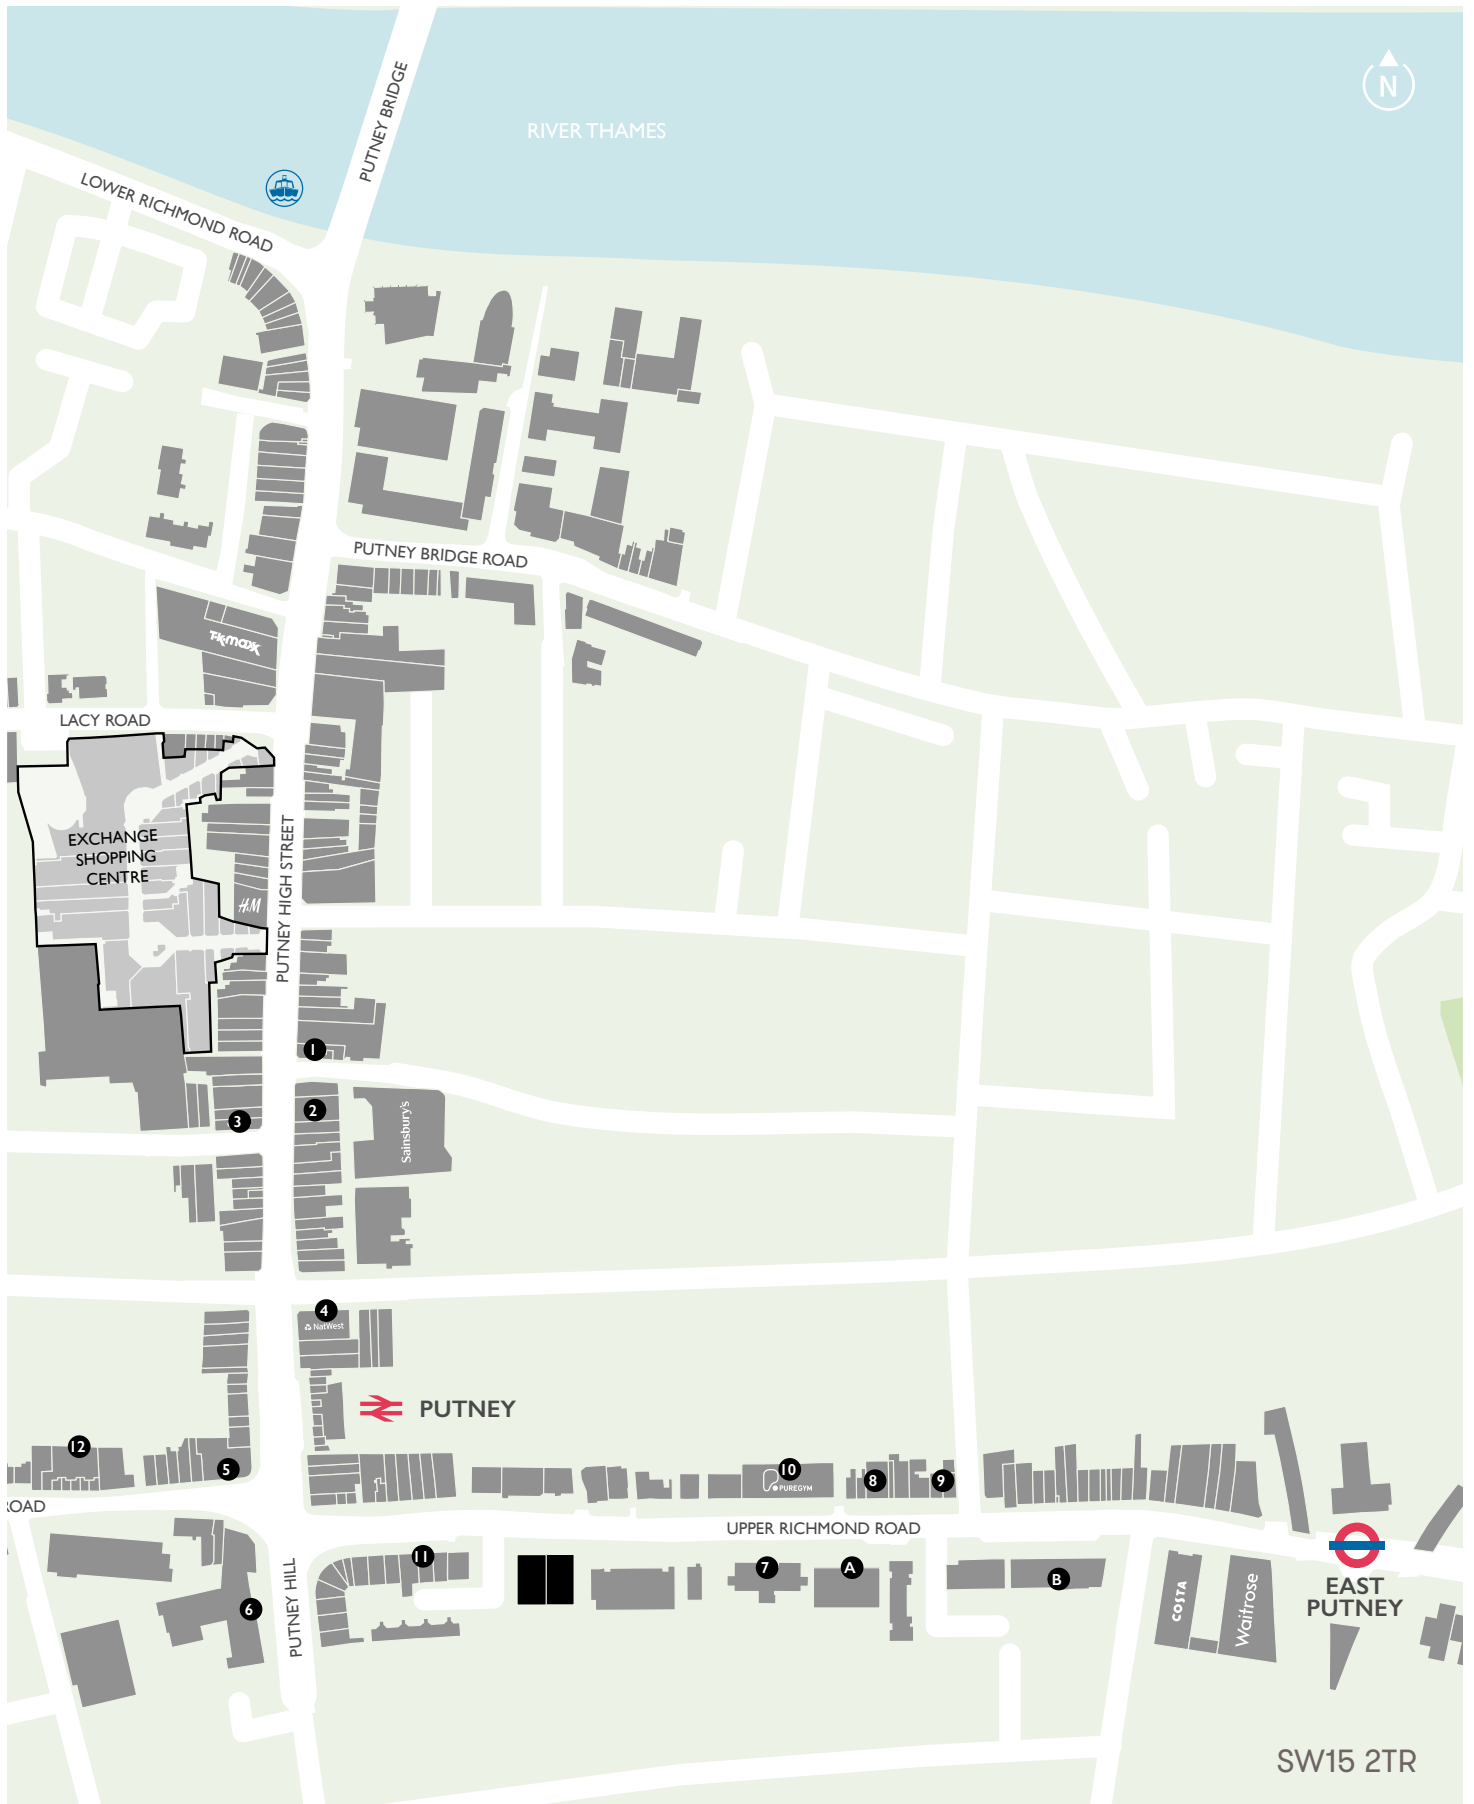 PUTNEY BRIDGE
N
RIVER THAMES
LOWER RICHMOND ROAD
PUTNEY BRIDGE ROAD
TK maxx
LACY ROAD
EXCHANGE
SHOPPING
CENTRE
H&M
PUTNEY HIGH STREET
1
2
3
Sainsbury's
4
NatWest
PUTNEY
12
5
10
PUREGYM
8
9
ROAD
UPPER RICHMOND ROAD
11
7
A
B
6
PUTNEY HILL
COSTA
Waitrose
EAST
PUTNEY
SW15 2TR